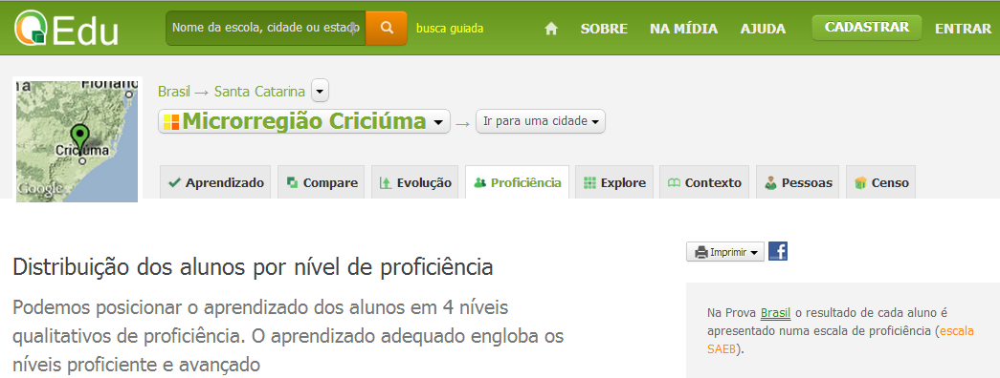 QEdu
Nome da escola, cidade ou estado
busca guiada
SOBRE
NA MÍDIA
AJUDA
CADASTRAR
ENTRAR
Brasil → Santa Catarina
Microrregião Criciúma → Ir para uma cidade
Criciúma
Google
Aprendizado
Compare
Evolução
Proficiência
Explore
Contexto
Pessoas
Censo
Distribuição dos alunos por nível de proficiência
Podemos posicionar o aprendizado dos alunos em 4 níveis
qualitativos de proficiência. O aprendizado adequado engloba os
níveis proficiente e avançado
Imprimir
f
Na Prova Brasil o resultado de cada aluno é
apresentado numa escala de proficiência (escala
SAEB).